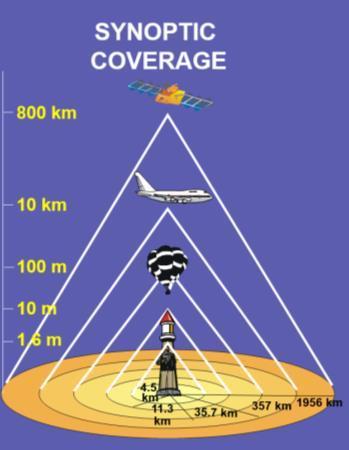 SYNOPTIC
COVERAGE
800 km
10 km
100 m
10 m
1.6 m
4.5
km
11.3
km
35.7 km
357 km
1956 km